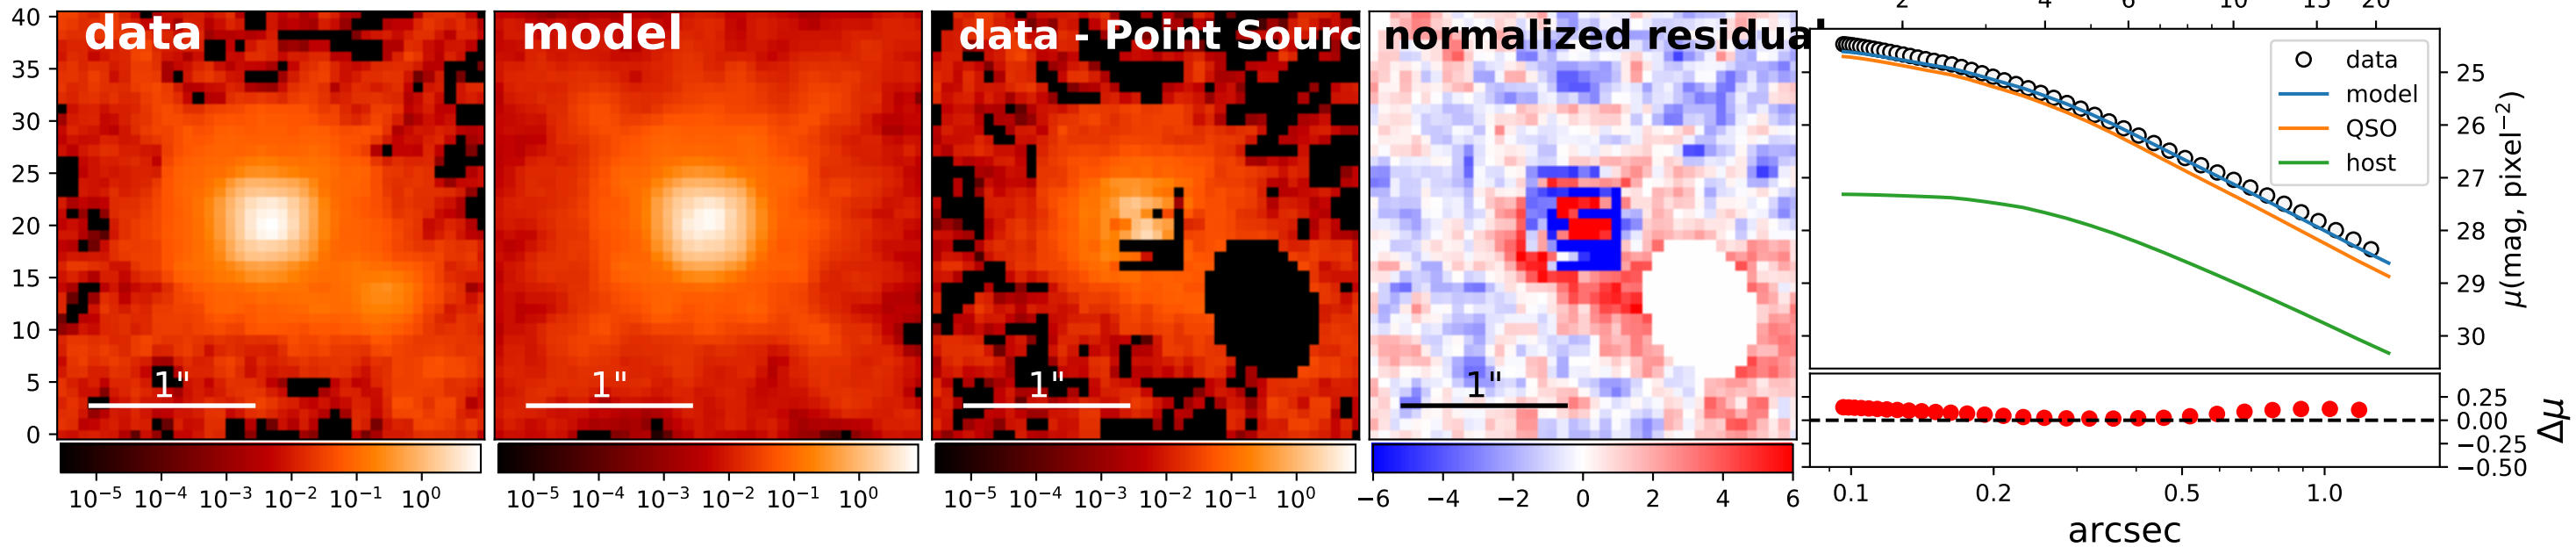 data
model
data - Point Sourc
normalized residual
40
35
30
25
20
15
10
5
0
1"
1"
1"
1"
10⁻⁵ 10⁻⁴ 10⁻³ 10⁻² 10⁻¹ 10⁰
10⁻⁵ 10⁻⁴ 10⁻³ 10⁻² 10⁻¹ 10⁰
10⁻⁵ 10⁻⁴ 10⁻³ 10⁻² 10⁻¹ 10⁰
−6 −4 −2 0 2 4 6
2 4 6 10 15 20
data
model
QSO
host
25
26
27
28
29
30
μ(mag, pixel⁻²)
0.25
0.00
−0.25
−0.50
Δμ
0.1 0.2 0.5 1.0
arcsec